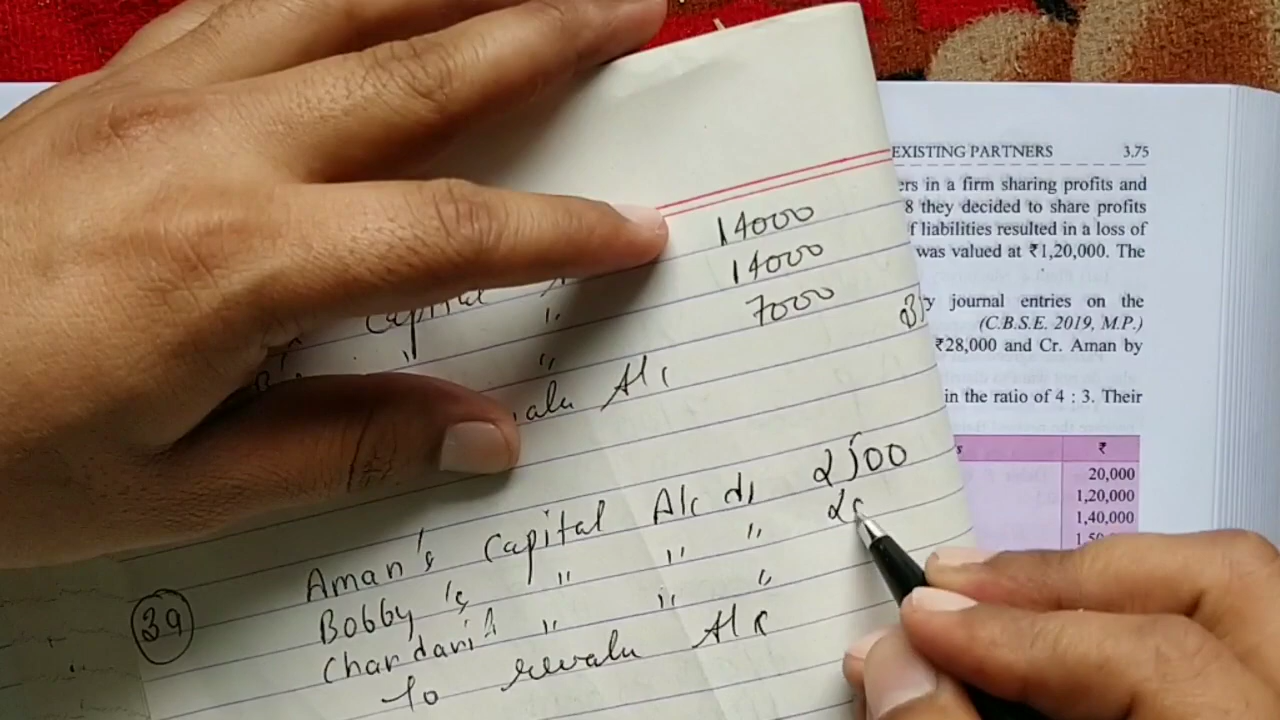 14000
Capital 14000
" 7000
" "
Alc
39 Aman's Capital Alc dr 2500
Bobby's " " "
" " "
To revalu Alc
EXISTING PARTNERS 3.75
ers in a firm sharing profits and
8 they decided to share profits
f liabilities resulted in a loss of
was valued at ₹1,20,000. The
y journal entries on the
(C.B.S.E. 2019, M.P.)
₹28,000 and Cr. Aman by
in the ratio of 4 : 3. Their
s ₹
20,000
1,20,000
1,40,000